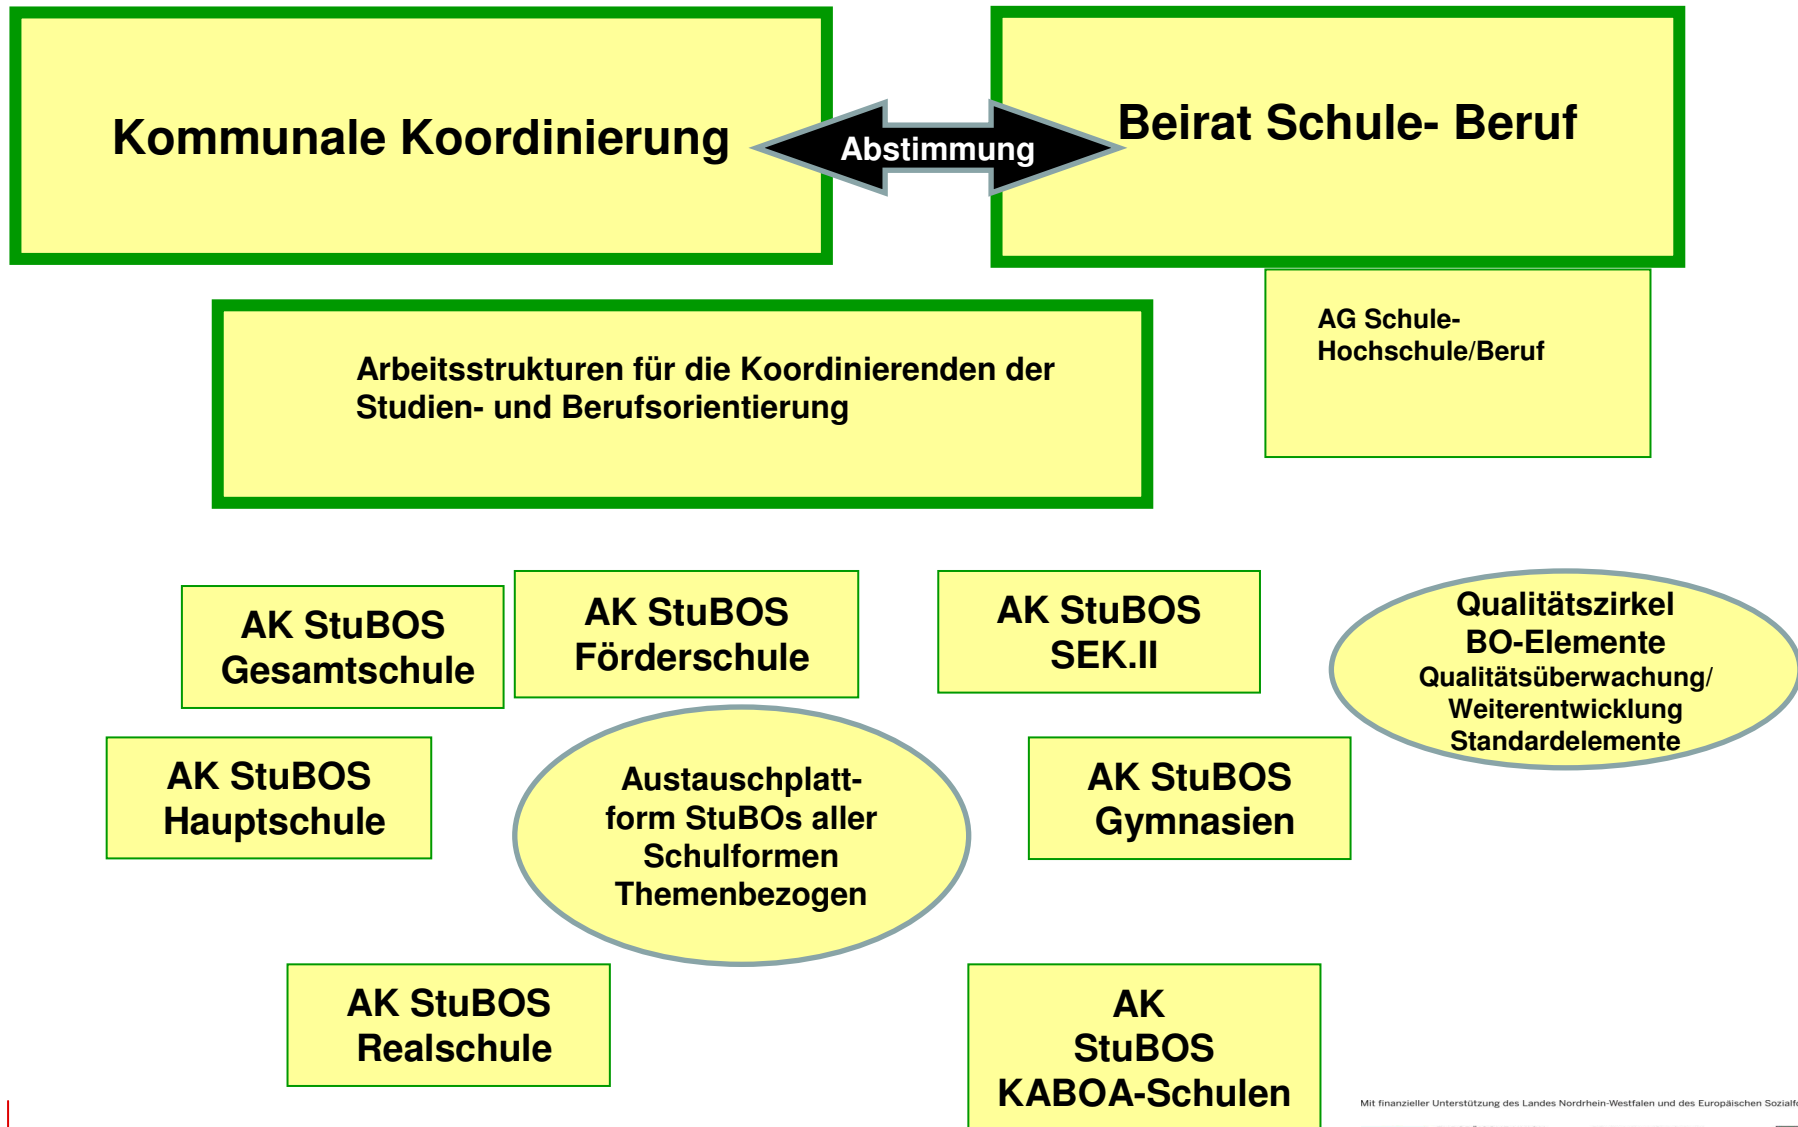 Kommunale Koordinierung
Abstimmung
Beirat Schule- Beruf
AG Schule-
Hochschule/Beruf
Arbeitsstrukturen für die Koordinierenden der
Studien- und Berufsorientierung
AK StuBOS
Gesamtschule
AK StuBOS
Förderschule
AK StuBOS
SEK.II
Qualitätszirkel
BO-Elemente
Qualitätsüberwachung/
Weiterentwicklung
Standardelemente
AK StuBOS
Hauptschule
Austauschplatt-
form StuBOs aller
Schulformen
Themenbezogen
AK StuBOS
Gymnasien
AK StuBOS
Realschule
AK
StuBOS
KABOA-Schulen
Mit finanzieller Unterstützung des Landes Nordrhein-Westfalen und des Europäischen